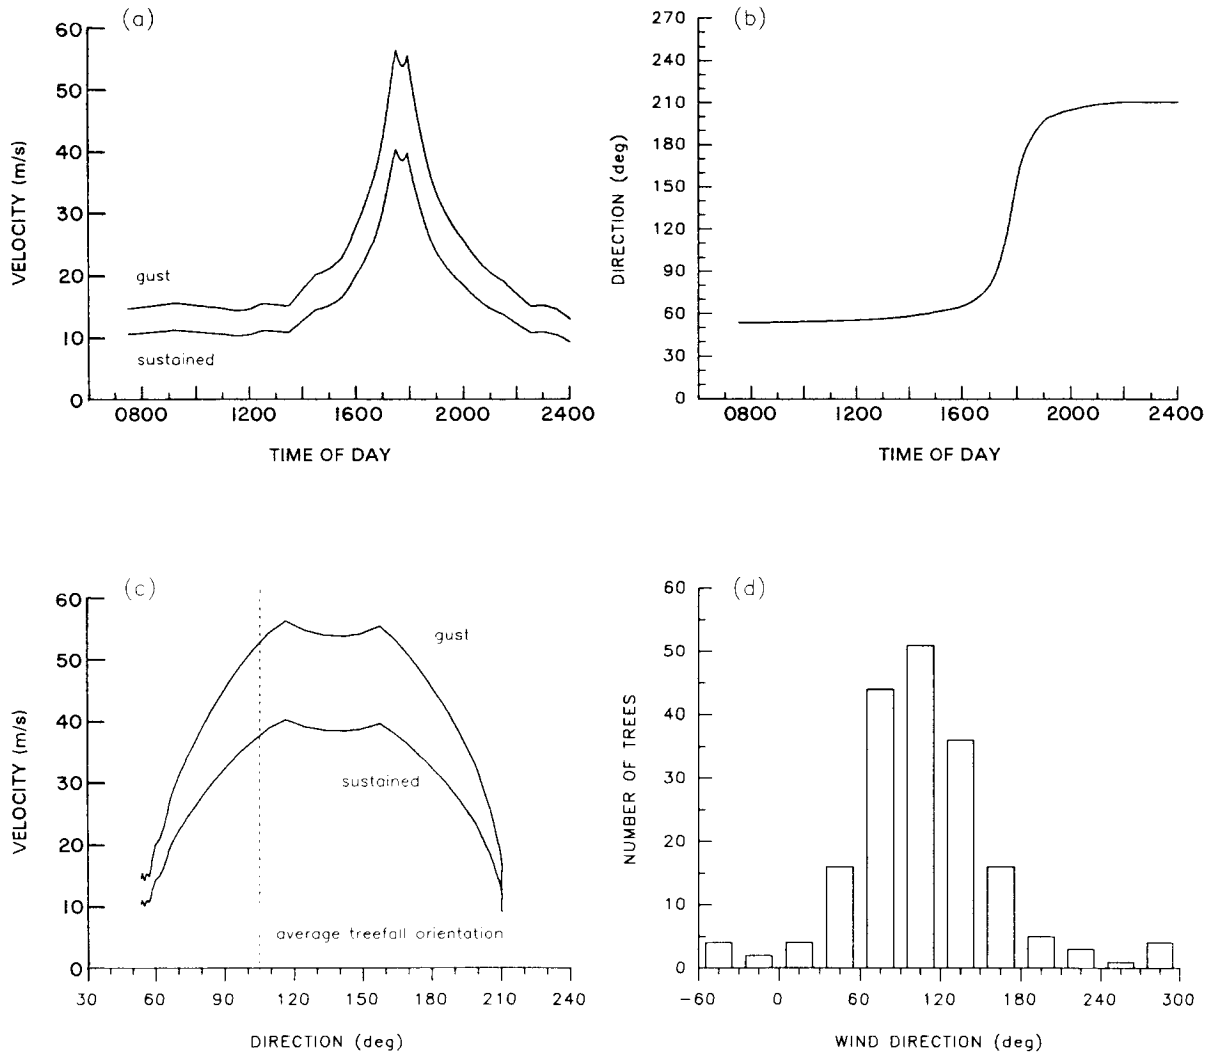 (a)
60
50
40
30
20
10
0
VELOCITY (m/s)
gust
sustained
0800 1200 1600 2000 2400
TIME OF DAY
(b)
270
240
210
180
150
120
90
60
30
0
DIRECTION (deg)
0800 1200 1600 2000 2400
TIME OF DAY
(c)
60
50
40
30
20
10
0
VELOCITY (m/s)
gust
sustained
average treefall orientation
30 60 90 120 150 180 210 240
DIRECTION (deg)
(d)
60
50
40
30
20
10
0
NUMBER OF TREES
-60 0 60 120 180 240 300
WIND DIRECTION (deg)